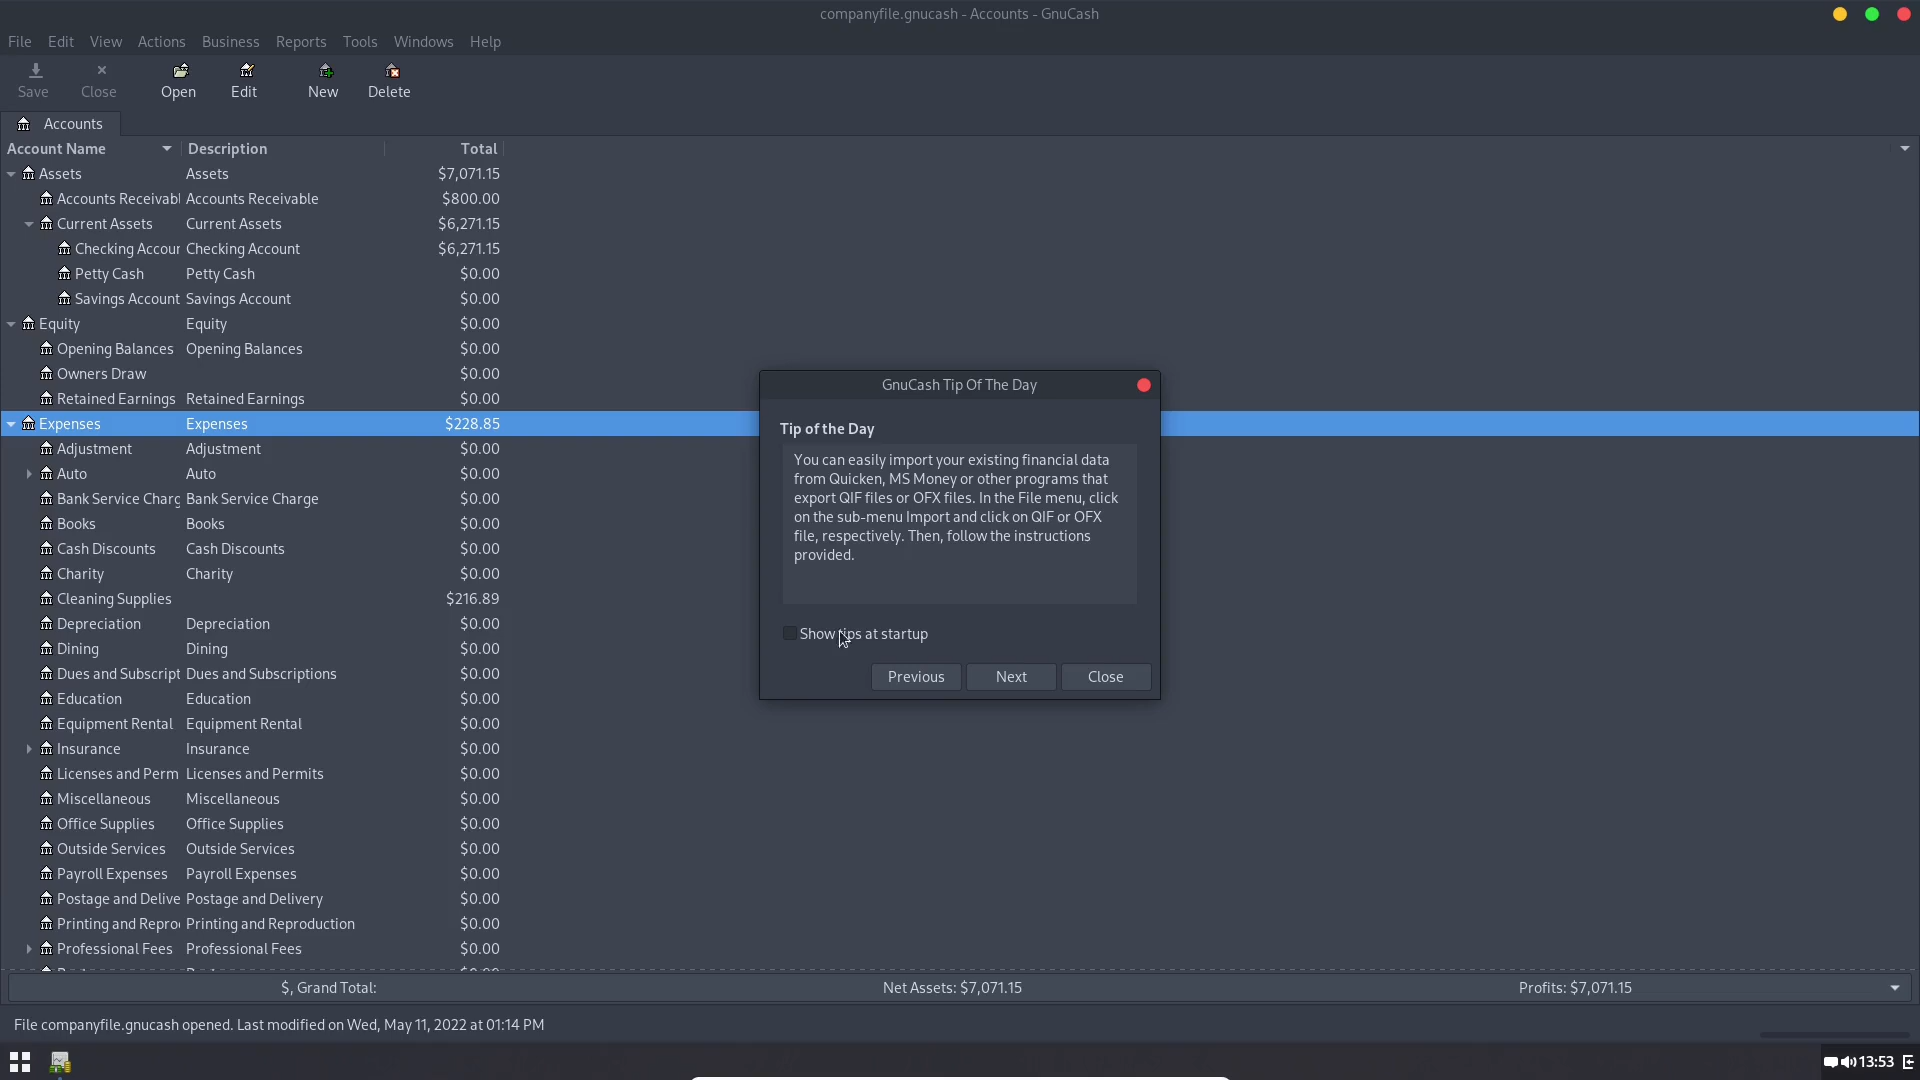 companyfile.gnucash - Accounts - GnuCash
File Edit View Actions Business Reports Tools Windows Help
Save Close Open Edit New Delete
Accounts
Account Name Description Total
Assets Assets $7,071.15
Accounts Receivabl Accounts Receivable $800.00
Current Assets Current Assets $6,271.15
Checking Accour Checking Account $6,271.15
Petty Cash Petty Cash $0.00
Savings Account Savings Account $0.00
Equity Equity $0.00
Opening Balances Opening Balances $0.00
Owners Draw $0.00
Retained Earnings Retained Earnings $0.00
Expenses Expenses $228.85
Adjustment Adjustment $0.00
Auto Auto $0.00
Bank Service Charg Bank Service Charge $0.00
Books Books $0.00
Cash Discounts Cash Discounts $0.00
Charity Charity $0.00
Cleaning Supplies $216.89
Depreciation Depreciation $0.00
Dining Dining $0.00
Dues and Subscript Dues and Subscriptions $0.00
Education Education $0.00
Equipment Rental Equipment Rental $0.00
Insurance Insurance $0.00
Licenses and Perm Licenses and Permits $0.00
Miscellaneous Miscellaneous $0.00
Office Supplies Office Supplies $0.00
Outside Services Outside Services $0.00
Payroll Expenses Payroll Expenses $0.00
Postage and Delive Postage and Delivery $0.00
Printing and Repro Printing and Reproduction $0.00
Professional Fees Professional Fees $0.00
GnuCash Tip Of The Day
Tip of the Day
You can easily import your existing financial data
from Quicken, MS Money or other programs that
export QIF files or OFX files. In the File menu, click
on the sub-menu Import and click on QIF or OFX
file, respectively. Then, follow the instructions
provided.
Show tips at startup
Previous Next Close
$, Grand Total: Net Assets: $7,071.15 Profits: $7,071.15
File companyfile.gnucash opened. Last modified on Wed, May 11, 2022 at 01:14 PM
13:53